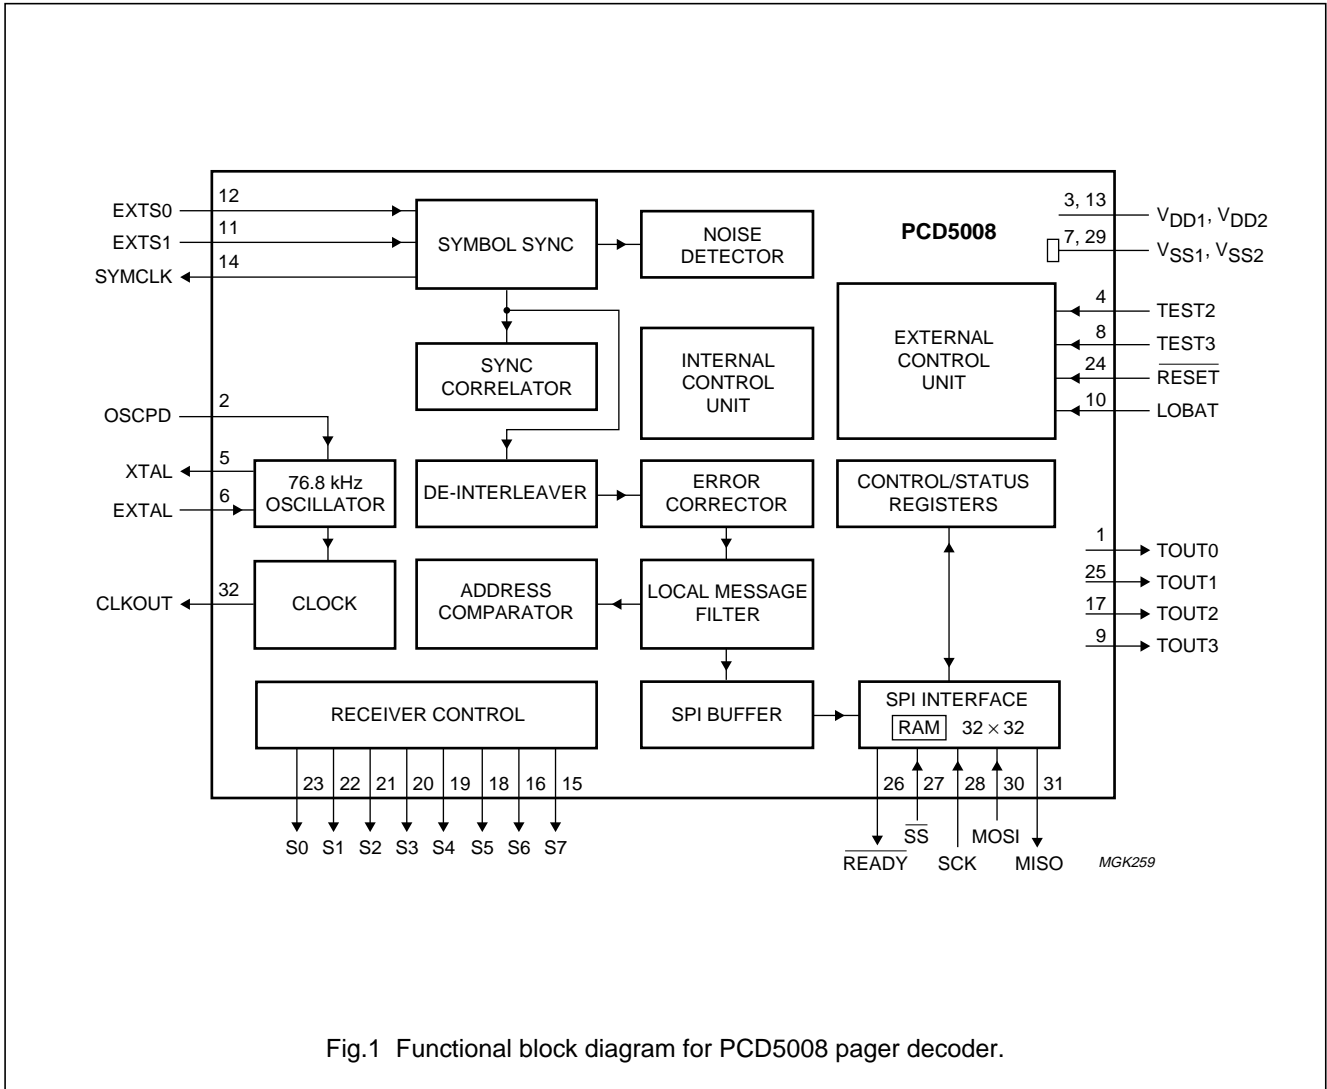 12
EXTS0
11
EXTS1
14
SYMCLK
SYMBOL SYNC
NOISE
DETECTOR
PCD5008
3, 13
VDD1, VDD2
7, 29
VSS1, VSS2
4
TEST2
8
TEST3
24
RESET
10
LOBAT
EXTERNAL
CONTROL
UNIT
INTERNAL
CONTROL
UNIT
SYNC
CORRELATOR
2
OSCPD
5
XTAL
6
EXTAL
76.8 kHz
OSCILLATOR
DE-INTERLEAVER
ERROR
CORRECTOR
CONTROL/STATUS
REGISTERS
1
TOUT0
25
TOUT1
17
TOUT2
9
TOUT3
32
CLKOUT
CLOCK
ADDRESS
COMPARATOR
LOCAL MESSAGE
FILTER
RECEIVER CONTROL
SPI BUFFER
SPI INTERFACE
RAM 32 × 32
23 22 21 20 19 18 16 15
26 27 28 30 31
S0 S1 S2 S3 S4 S5 S6 S7
SS MOSI
READY SCK MISO
MGK259
Fig.1 Functional block diagram for PCD5008 pager decoder.